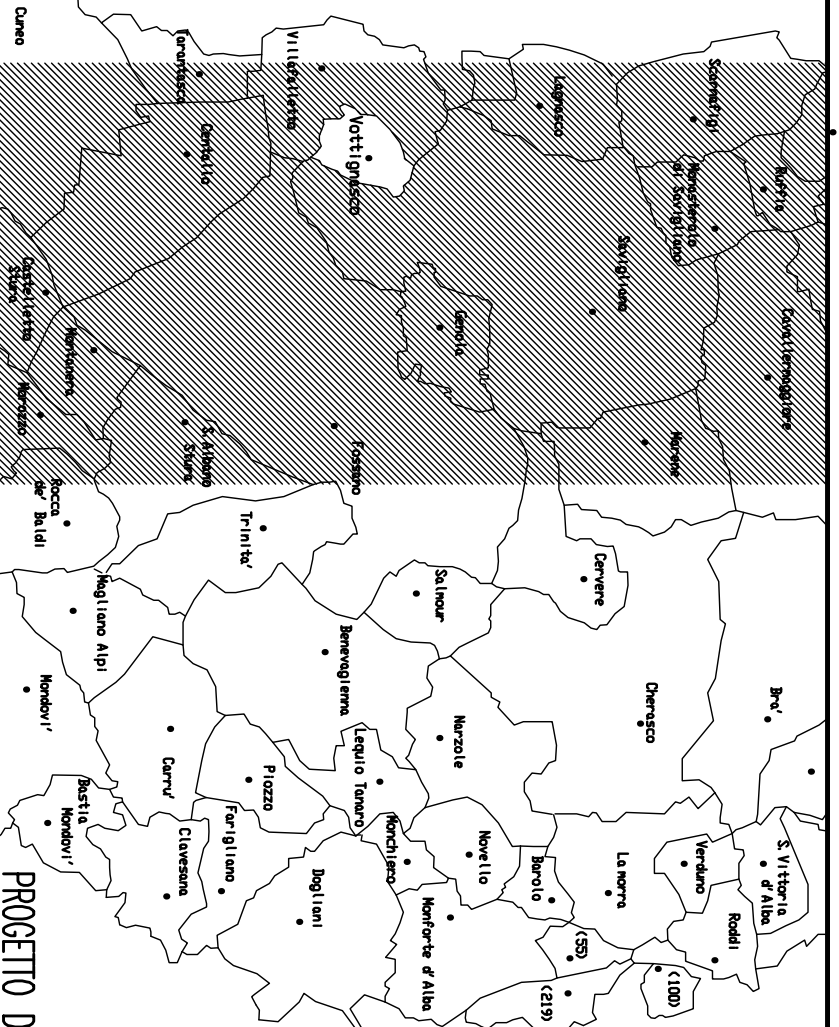 Ruffia
Cavallermaggiore
Bra'
S. Vittoria
d'Alba
Scarnafigi
Monasterolo
di Savigliano
Marene
Cherasco
Verduno
Roddi
(100)
Savigliano
Lagnasco
Cervere
La morra
(55)
(219)
Barolo
Genola
Salmour
Narzole
Novello
Monforte d'Alba
Vottignasco
Fossano
Benevagienna
Lequio Tanaro
Monchiero
Villafalletto
Dogliani
Centallo
S. Albano
Stura
Trinita'
Piozzo
Farigliano
Tarantasca
Carru'
Clavesana
Montanera
Magliano Alpi
Castelletto
Stura
Morozzo
Rocca
de' Baldi
Mondovi'
Bastia
Mondovi'
Cuneo
PROGETTO D